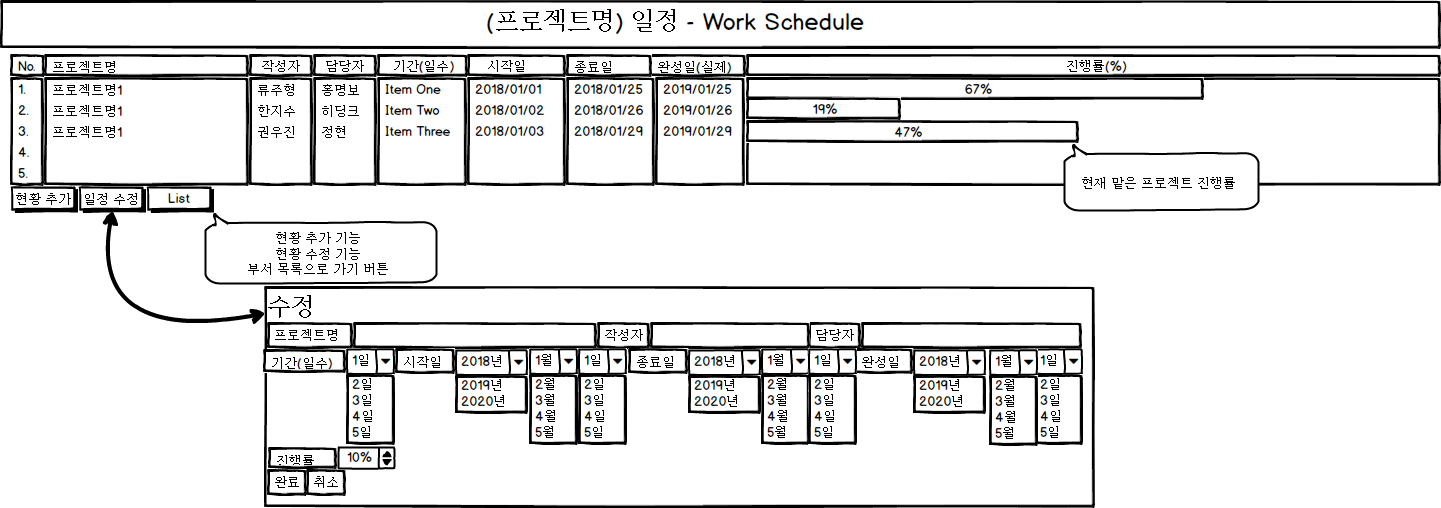 (프로젝트명) 일정 - Work Schedule
No. 프로젝트명 작성자 담당자 기간(일수) 시작일 종료일 완성일(실제) 진행률(%)
1. 프로젝트명1 류주형 홍명보 Item One 2018/01/01 2018/01/25 2019/01/25 67%
2. 프로젝트명1 한지수 히딩크 Item Two 2018/01/02 2018/01/26 2019/01/26 19%
3. 프로젝트명1 권우진 정현 Item Three 2018/01/03 2018/01/29 2019/01/29 47%
4.
5.
현재 맡은 프로젝트 진행률
현황 추가 일정 수정 List
현황 추가 기능
현황 수정 기능
부서 목록으로 가기 버튼
수정
프로젝트명 작성자 담당자
기간(일수) 1일 시작일 2018년 1월 1일 종료일 2018년 1월 1일 완성일 2018년 1월 1일
2일 2019년 2월 2일 2019년 2월 2일 2019년 2월 2일
3일 2020년 3월 3일 2020년 3월 3일 2020년 3월 3일
4일 4월 4일 4월 4일 4월 4일
5일 5월 5일 5월 5일 5월 5일
진행률 10%
완료 취소